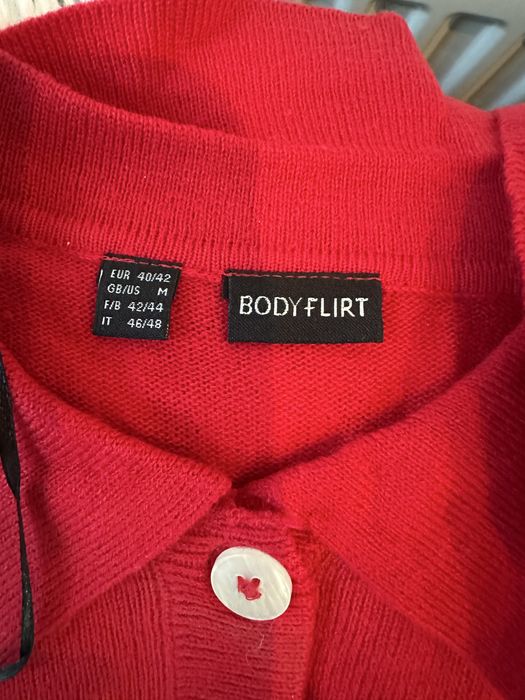 EUR 40/42
GB/US M
F/B 42/44
IT 46/48
BODYFLIRT